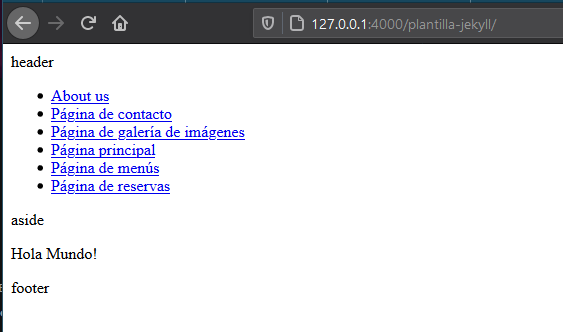 127.0.0.1:4000/plantilla-jekyll/
header
About us
Página de contacto
Página de galería de imágenes
Página principal
Página de menús
Página de reservas
aside
Hola Mundo!
footer